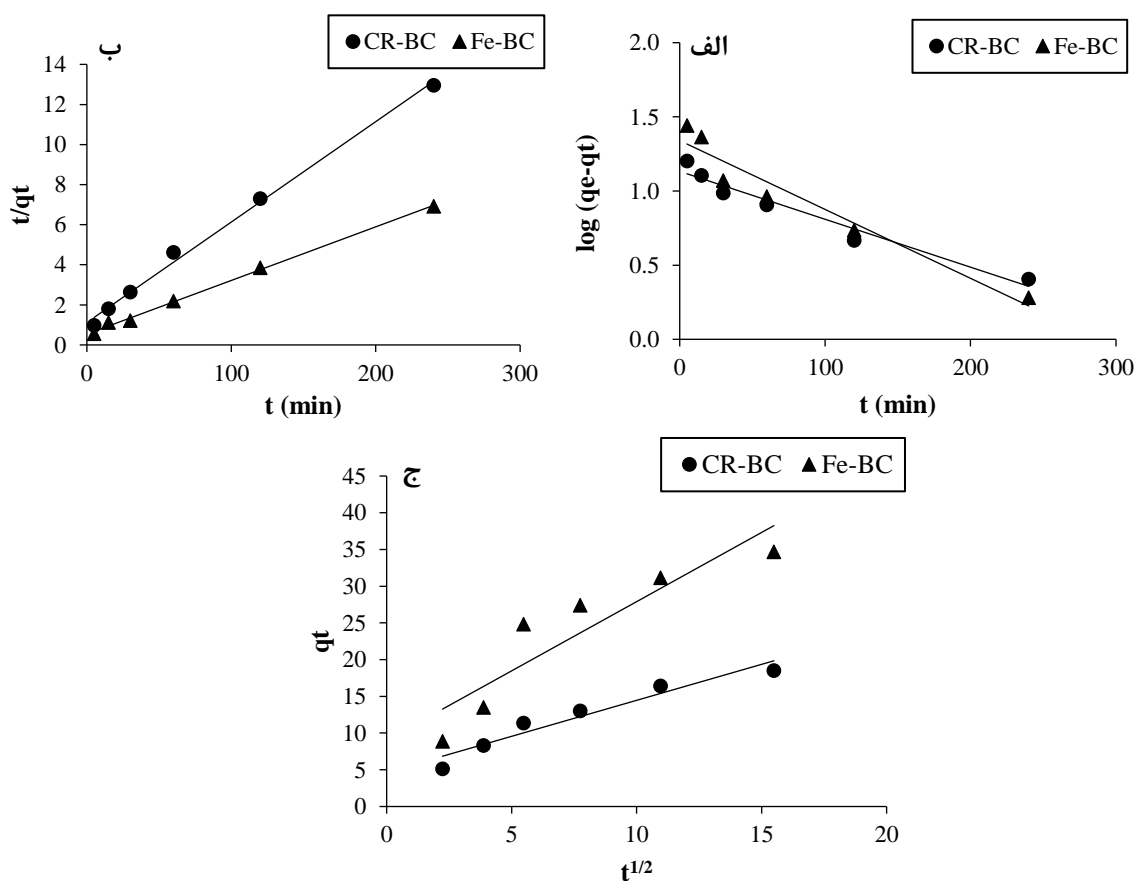 الف
● CR-BC ▲ Fe-BC
2.0
1.5
1.0
0.5
0.0
log (qe-qt)
0 100 200 300
t (min)
ب
● CR-BC ▲ Fe-BC
14
12
10
8
6
4
2
0
t/qt
0 100 200 300
t (min)
ج
● CR-BC ▲ Fe-BC
45
40
35
30
25
20
15
10
5
0
qt
0 5 10 15 20
t^1/2